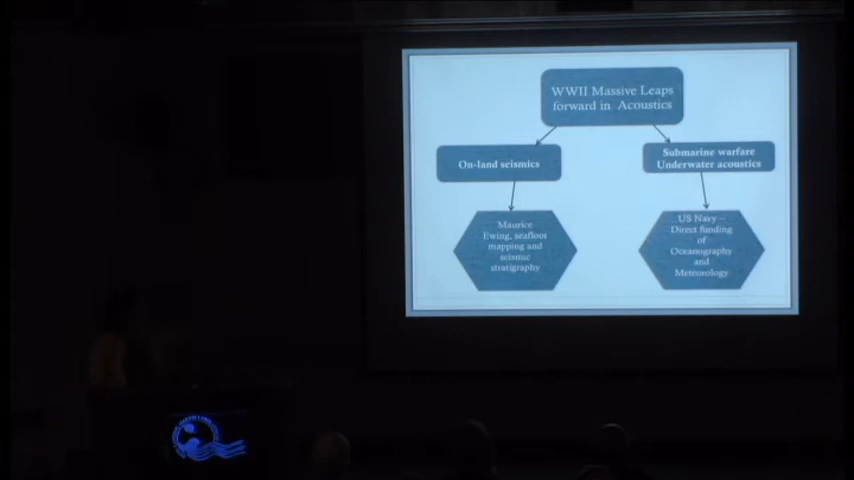 WWII Massive Leaps
forward in Acoustics
On-land seismics
Submarine warfare
Underwater acoustics
Maurice
Ewing, seafloos
mapping and
seismic
stratigraphy
US Navy –
Direct funding
of
Oceanography
and
Meteorology